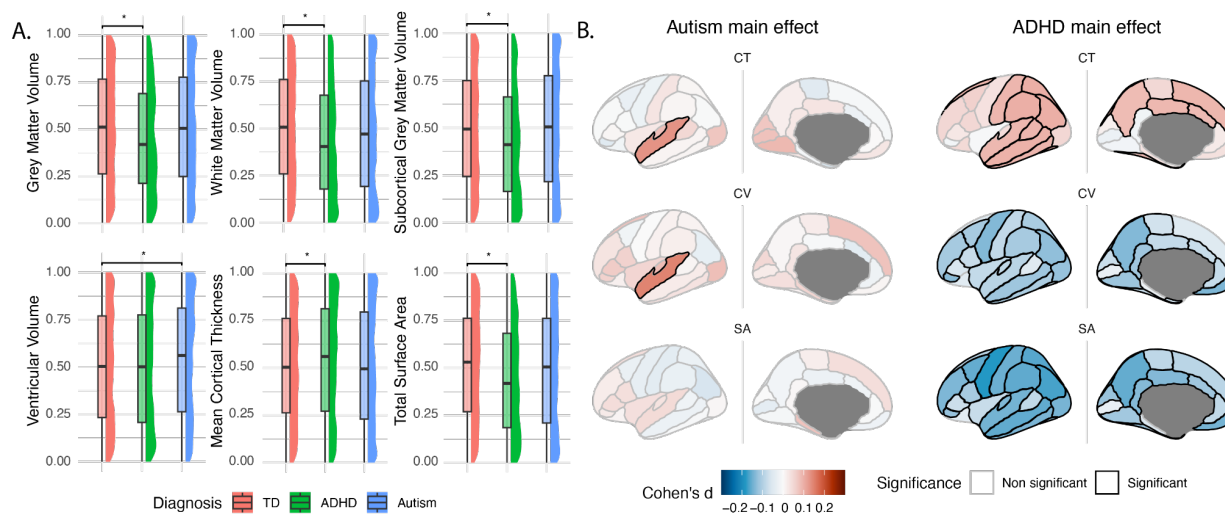 A.
*
Grey Matter Volume
1.00
0.75
0.50
0.25
0.00
*
White Matter Volume
1.00
0.75
0.50
0.25
0.00
*
Subcortical Grey Matter Volume
1.00
0.75
0.50
0.25
0.00
*
Ventricular Volume
1.00
0.75
0.50
0.25
0.00
*
Mean Cortical Thickness
1.00
0.75
0.50
0.25
0.00
*
Total Surface Area
1.00
0.75
0.50
0.25
0.00
Diagnosis TD ADHD Autism
B.
Autism main effect
CT
CV
SA
ADHD main effect
CT
CV
SA
Cohen's d
-0.2 -0.1 0 0.1 0.2
Significance Non significant Significant